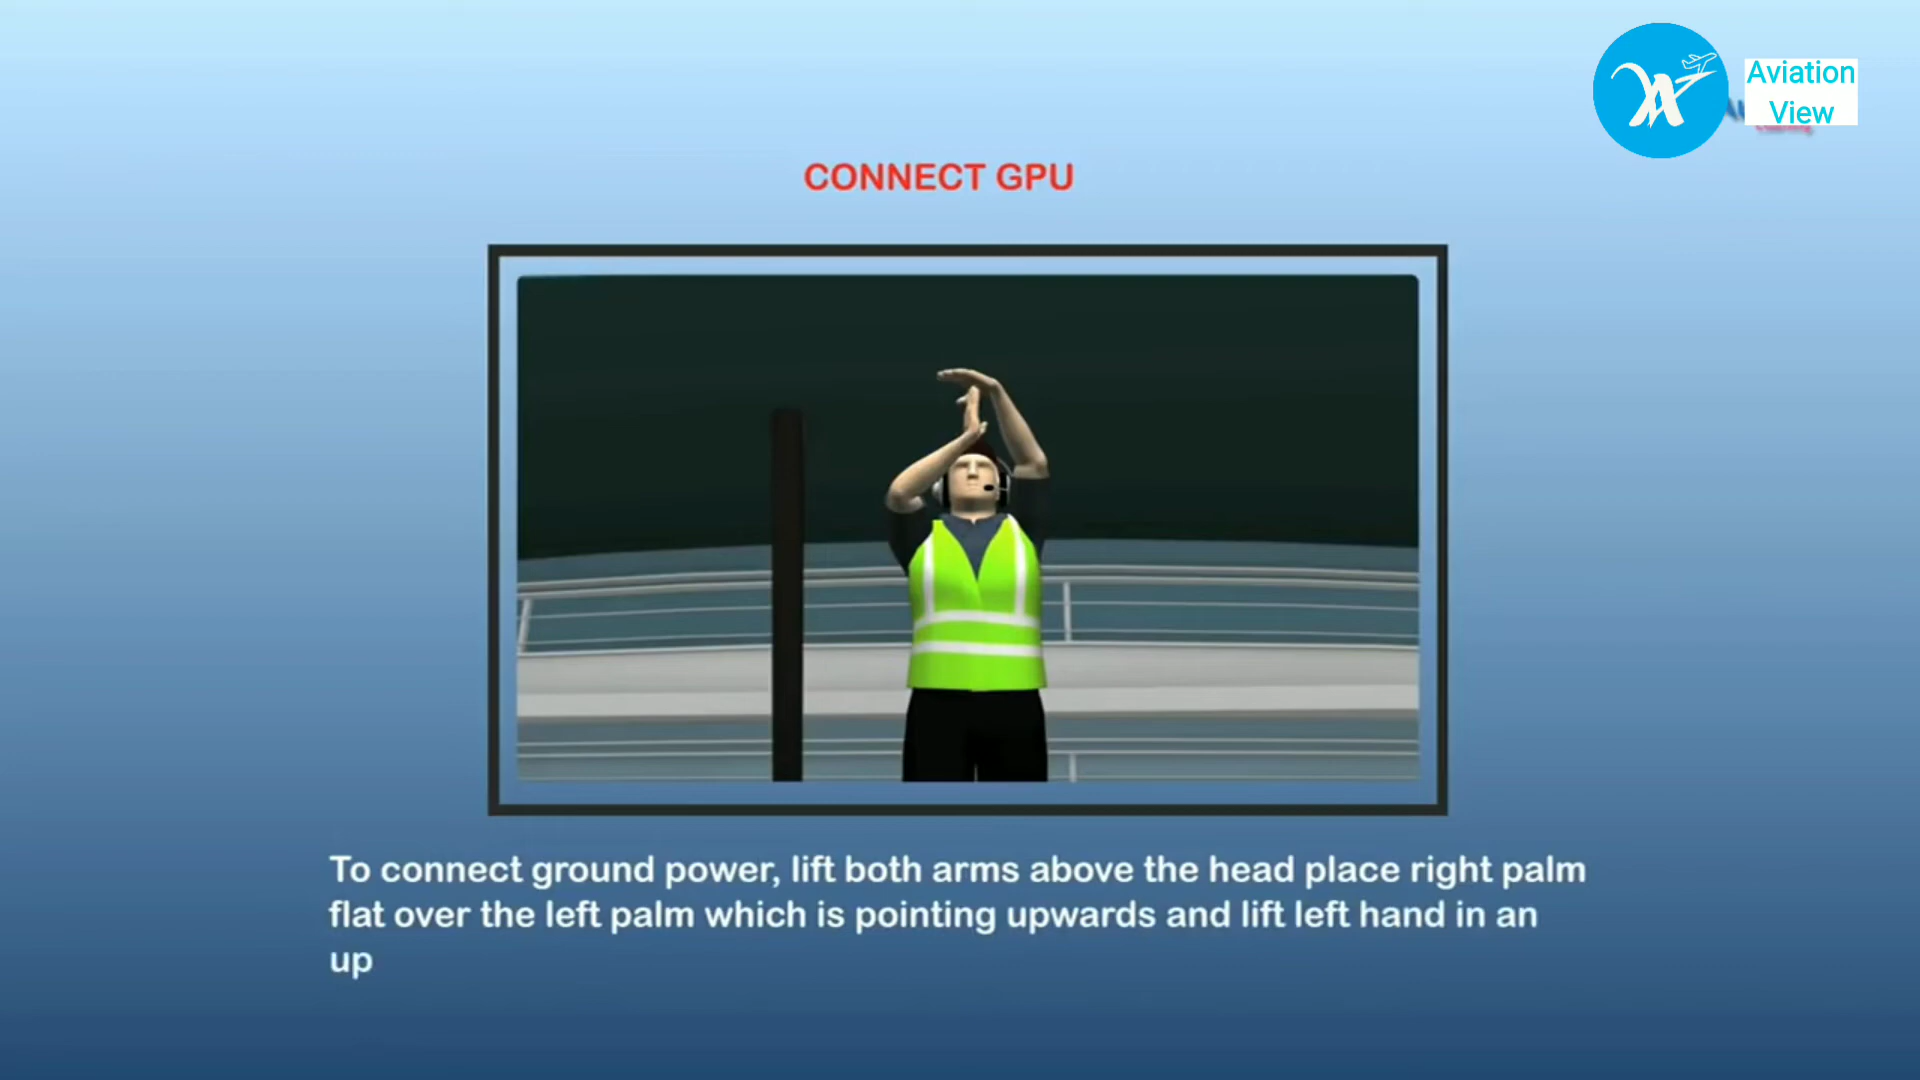 Aviation
View
CONNECT GPU
To connect ground power, lift both arms above the head place right palm
flat over the left palm which is pointing upwards and lift left hand in an
up